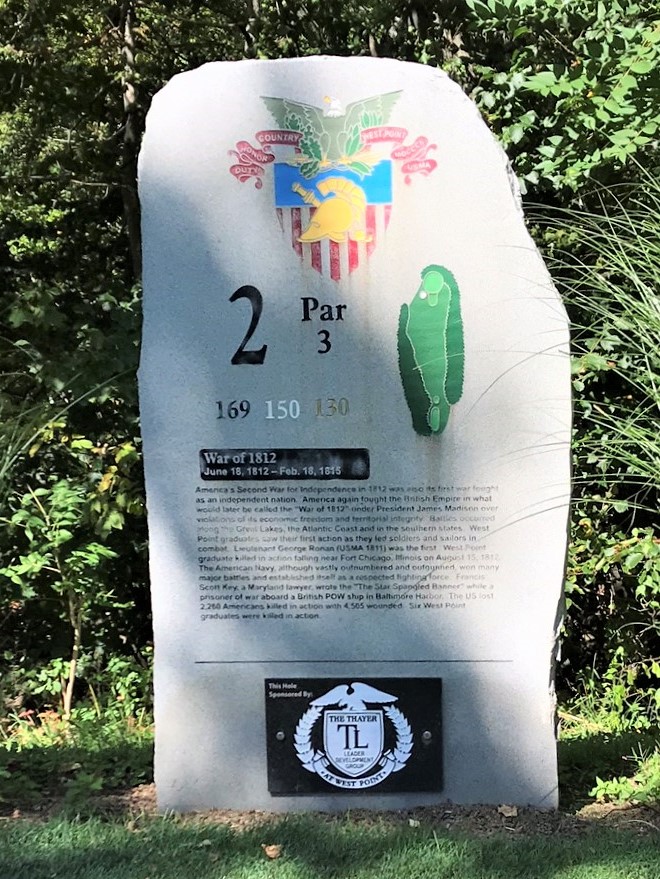 COUNTRY
HONOR
DUTY
WEST POINT
MDCCCII
USMA
2
Par
3
169 150 130
War of 1812
June 18, 1812 – Feb. 18, 1815
America's Second War for Independence in 1812 was also its first war fought
as an independent nation. America again fought the British Empire in what
would later be called the "War of 1812" under President James Madison over
violations of its economic freedom and territorial integrity. Battles occurred
along the Great Lakes, the Atlantic Coast and in the southern states. West
Point graduates saw their first action as they led soldiers and sailors in
combat. Lieutenant George Ronan (USMA 1811) was the first West Point
graduate killed in action falling near Fort Chicago, Illinois on August 15, 1812.
The American Navy, although vastly outnumbered and outgunned, won many
major battles and established itself as a respected fighting force. Francis
Scott Key, a Maryland lawyer, wrote the "The Star Spangled Banner" while a
prisoner of war aboard a British POW ship in Baltimore Harbor. The US lost
2,260 Americans killed in action with 4,505 wounded. Six West Point
graduates were killed in action.
This Hole
Sponsored By:
THE THAYER
TL
LEADER
DEVELOPMENT
GROUP
• AT WEST POINT •